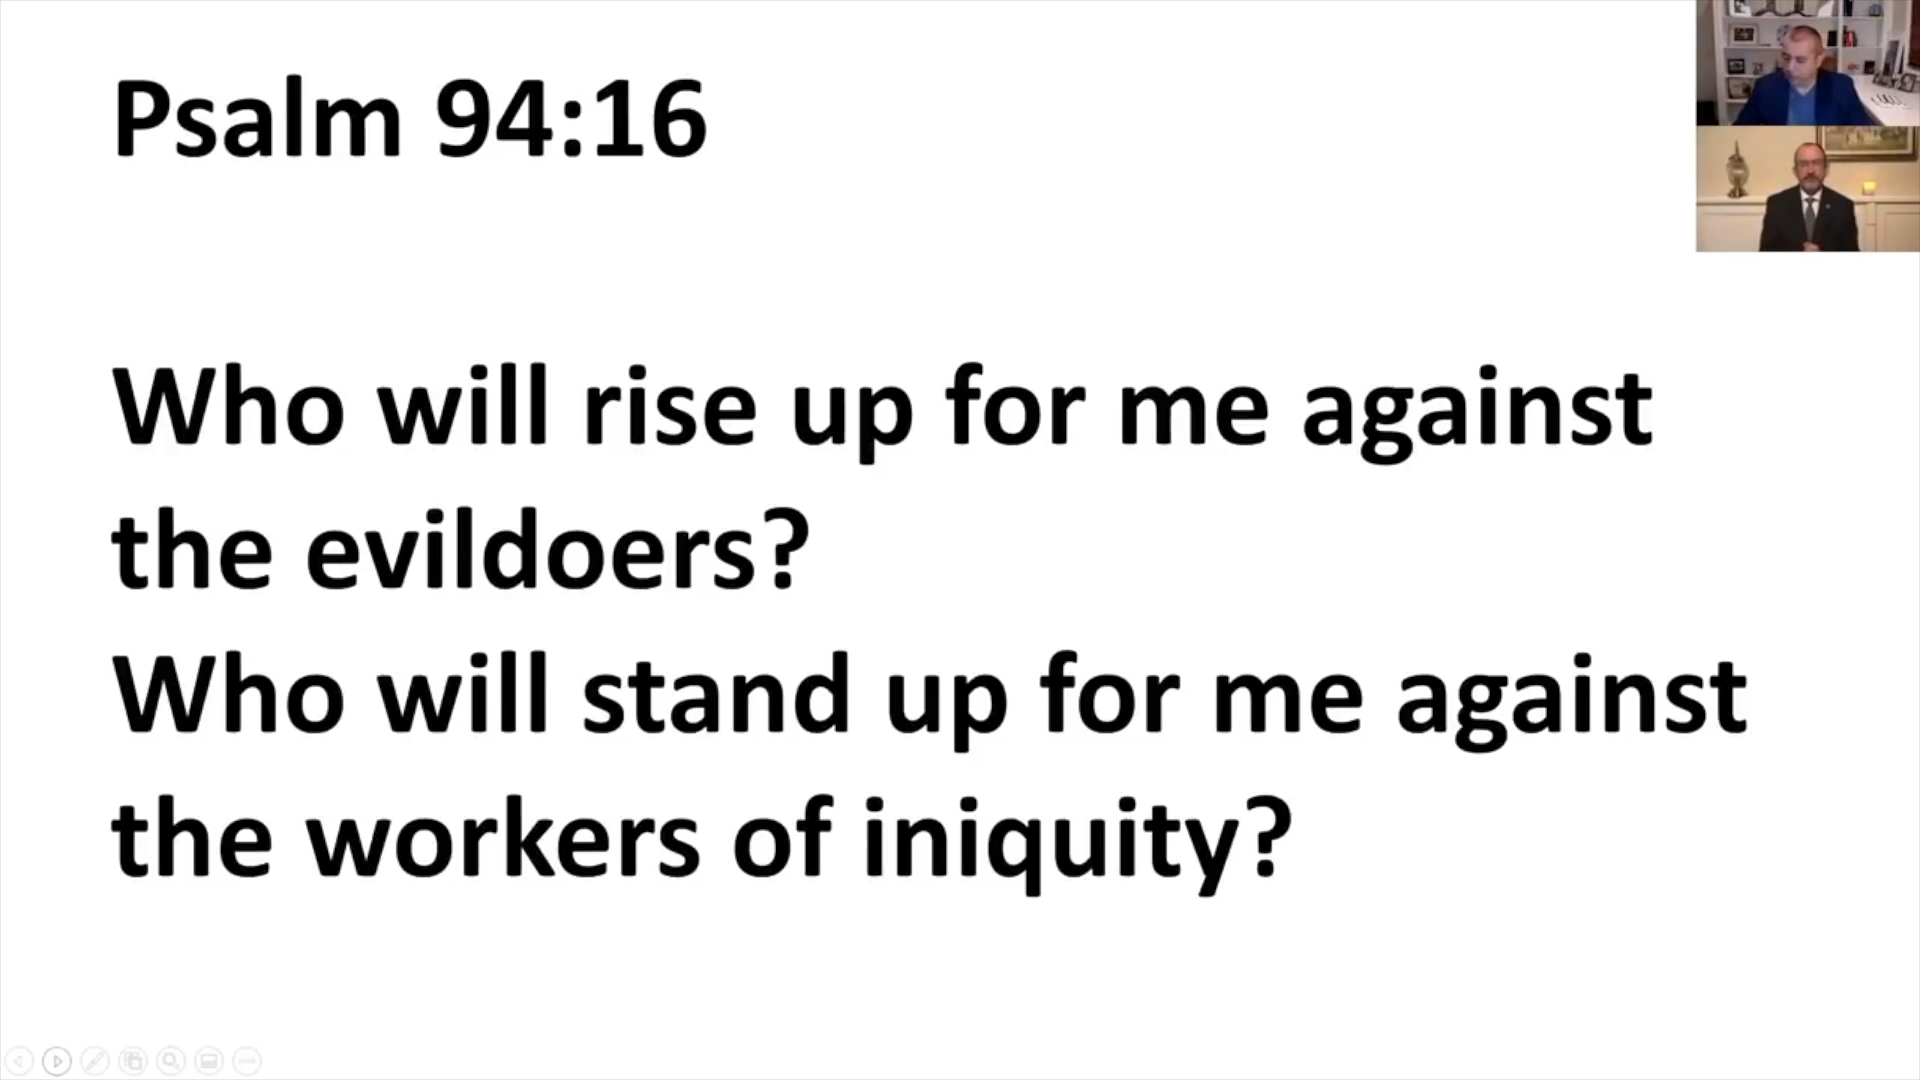 Psalm 94:16
Who will rise up for me against
the evildoers?
Who will stand up for me against
the workers of iniquity?